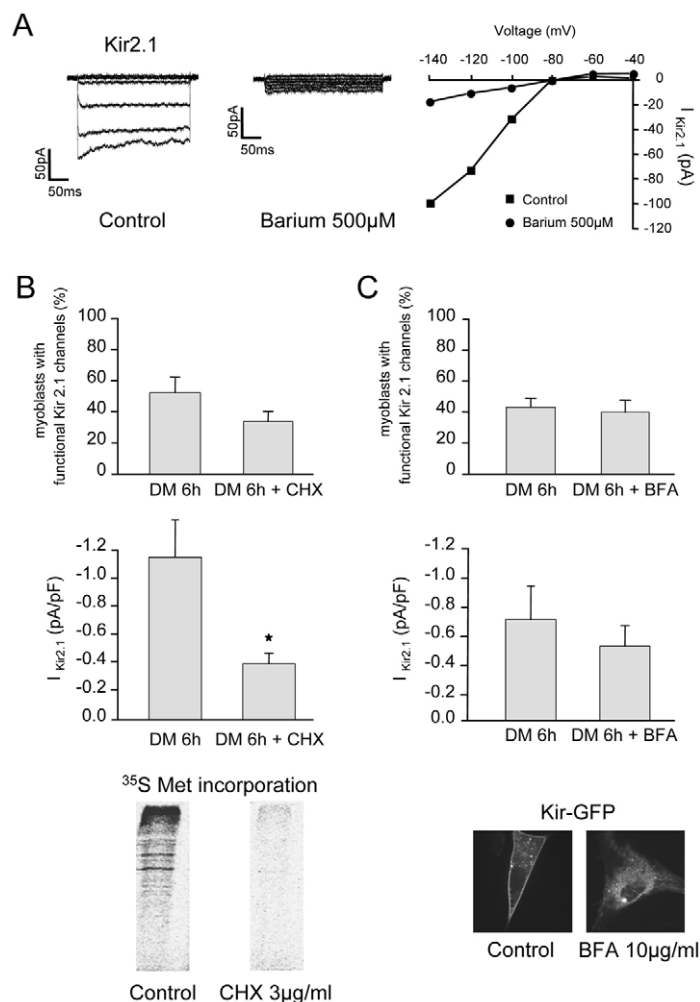 A
Kir2.1
50pA
50ms
Control
50pA
50ms
Barium 500µM
Voltage (mV)
-140 -120 -100 -80 -60 -40
0
-20
-40
-60
-80
-100
-120
I Kir2.1 (pA)
Control
Barium 500µM
B
myoblasts with
functional Kir 2.1 channels (%)
100
80
60
40
20
0
DM 6h DM 6h + CHX
I Kir2.1 (pA/pF)
-1.2
-1.0
-0.8
-0.6
-0.4
-0.2
0.0
★
DM 6h DM 6h + CHX
35S Met incorporation
Control CHX 3µg/ml
C
myoblasts with
functional Kir 2.1 channels (%)
100
80
60
40
20
0
DM 6h DM 6h + BFA
I Kir2.1 (pA/pF)
-1.2
-1.0
-0.8
-0.6
-0.4
-0.2
0.0
DM 6h DM 6h + BFA
Kir-GFP
Control BFA 10µg/ml